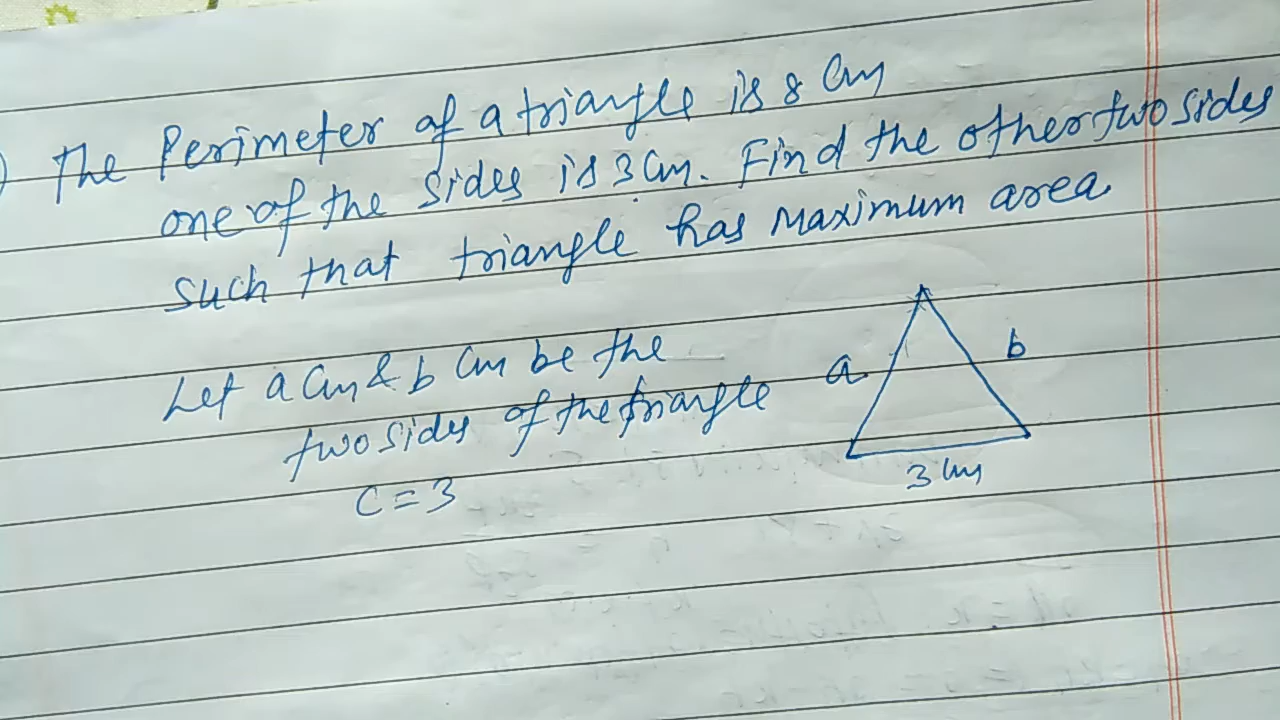 ) The Perimeter of a triangle is 8 Cm
one of the sides is 3 Cm. Find the other two sides
such that triangle has maximum area
Let a Cm & b Cm be the
two sides of the triangle
C = 3
a
b
3 Cm